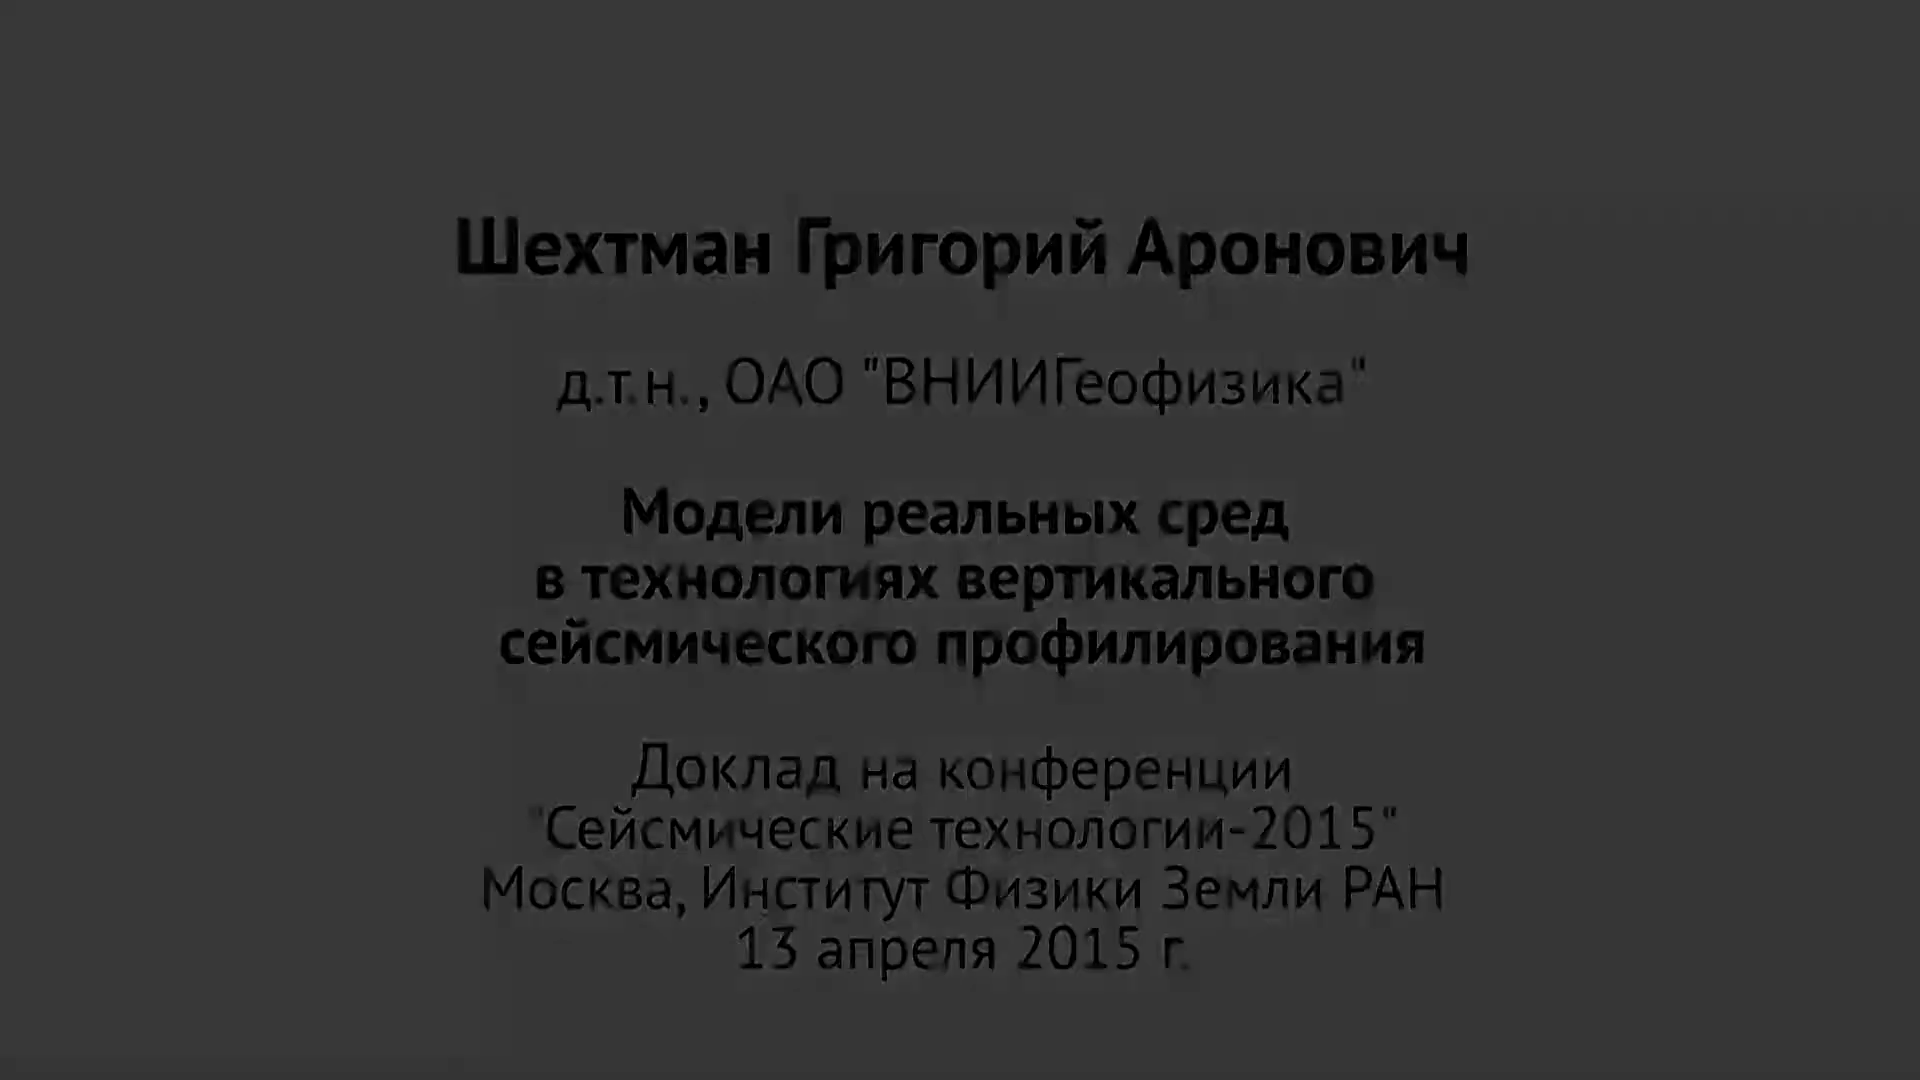 Шехтман Григорий Аронович
д.т.н., ОАО "ВНИИГеофизика"
Модели реальных сред
в технологиях вертикального
сейсмического профилирования
Доклад на конференции
"Сейсмические технологии-2015"
Москва, Институт Физики Земли РАН
13 апреля 2015 г.